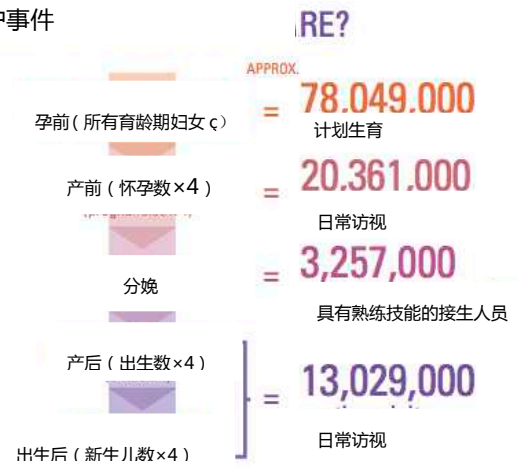 事件
RE?
APPROX.
孕前(所有育龄期妇女ç)
= 78,049,000
计划生育
产前(怀孕数×4)
= 20,361,000
日常访视
分娩
= 3,257,000
具有熟练技能的接生人员
产后(出生数×4)
= 13,029,000
出生后(新生儿数×4)
日常访视